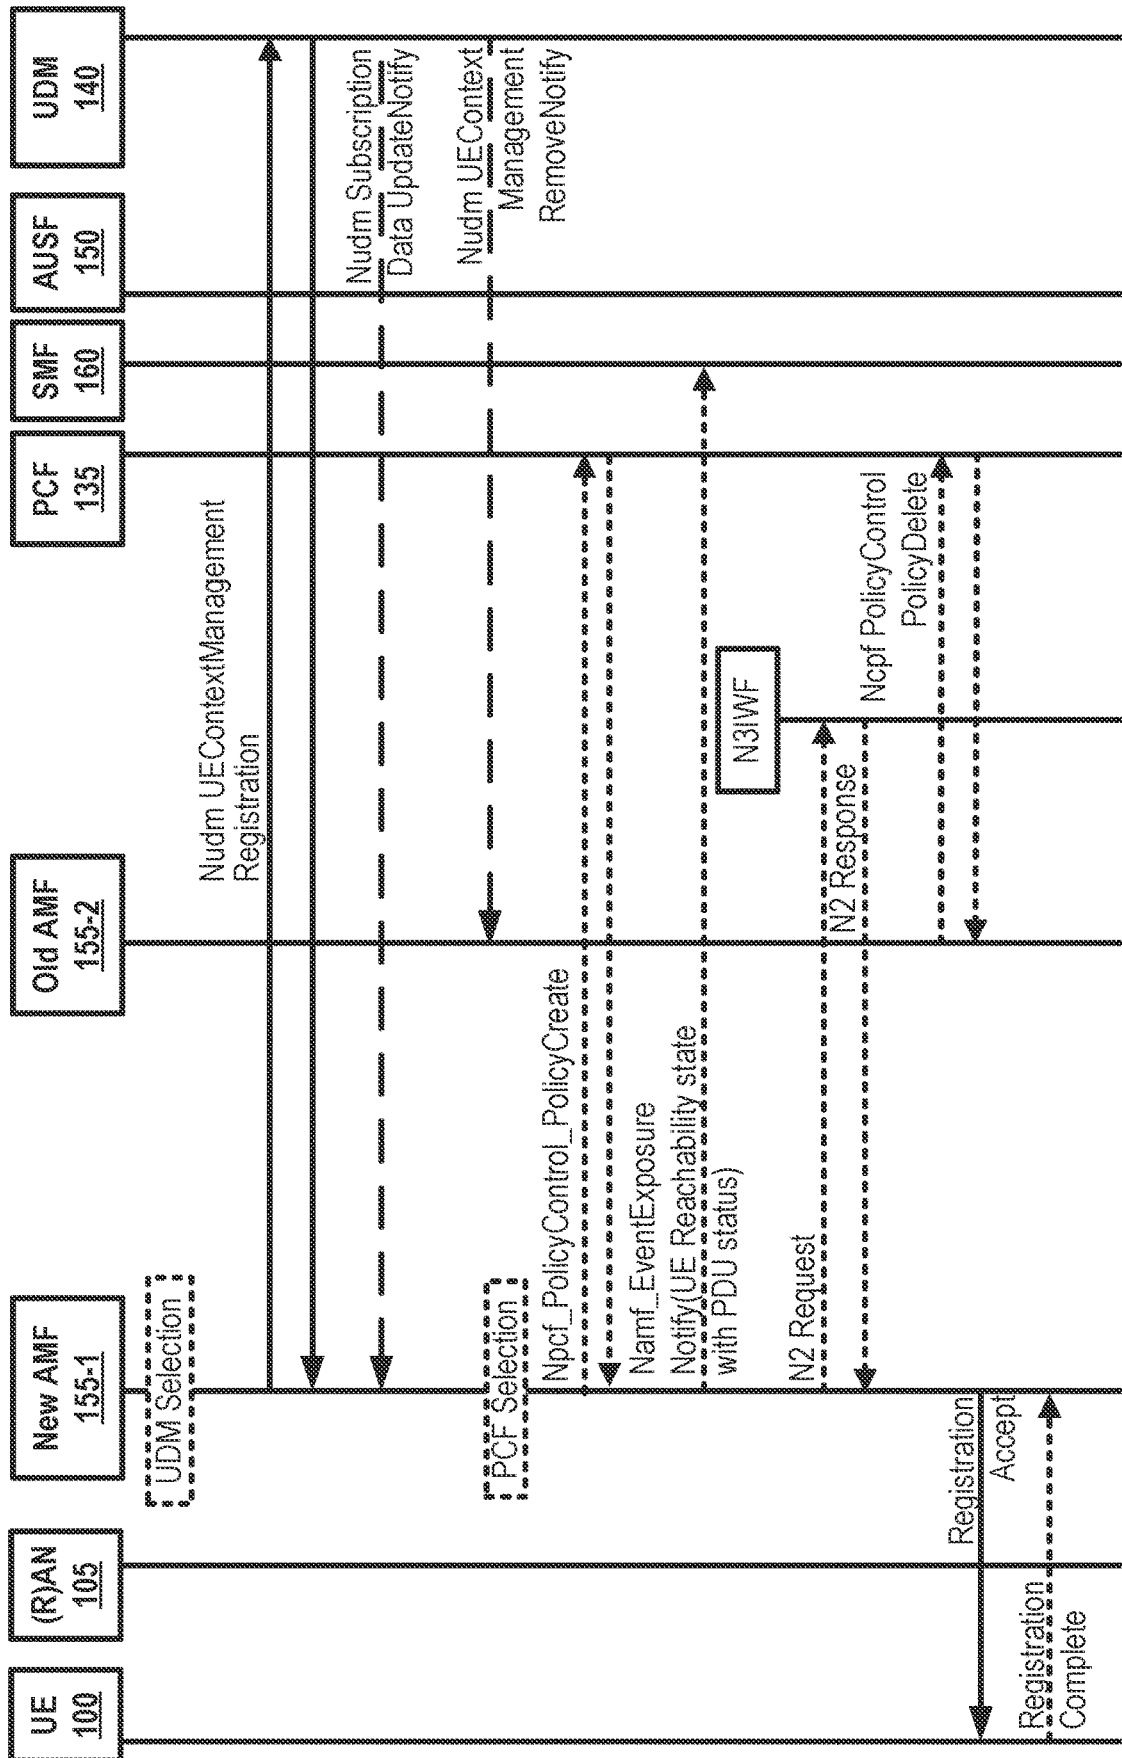 UE
100
(R)AN
105
New AMF
155-1
Old AMF
155-2
PCF
135
SMF
160
AUSF
150
UDM
140
UDM Selection
Nudm UEContextManagement
Registration
Nudm Subscription
Data UpdateNotify
Nudm UEContext
Management
RemoveNotify
PCF Selection
Npcf_PolicyControl_PolicyCreate
Namf_EventExposure
Notify(UE Reachability state
with PDU status)
N3IWF
N2 Request
N2 Response
Ncpf PolicyControl
PolicyDelete
Registration
Accept
Registration
Complete